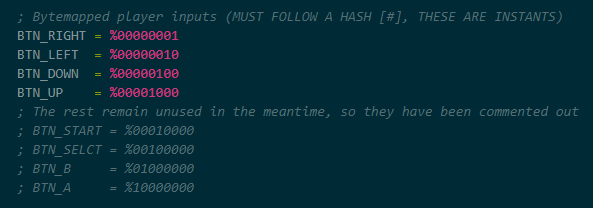 ; Bytemapped player inputs (MUST FOLLOW A HASH [#], THESE ARE INSTANTS)
BTN_RIGHT = %00000001
BTN_LEFT  = %00000010
BTN_DOWN  = %00000100
BTN_UP    = %00001000
; The rest remain unused in the meantime, so they have been commented out
; BTN_START = %00010000
; BTN_SELCT = %00100000
; BTN_B     = %01000000
; BTN_A     = %10000000